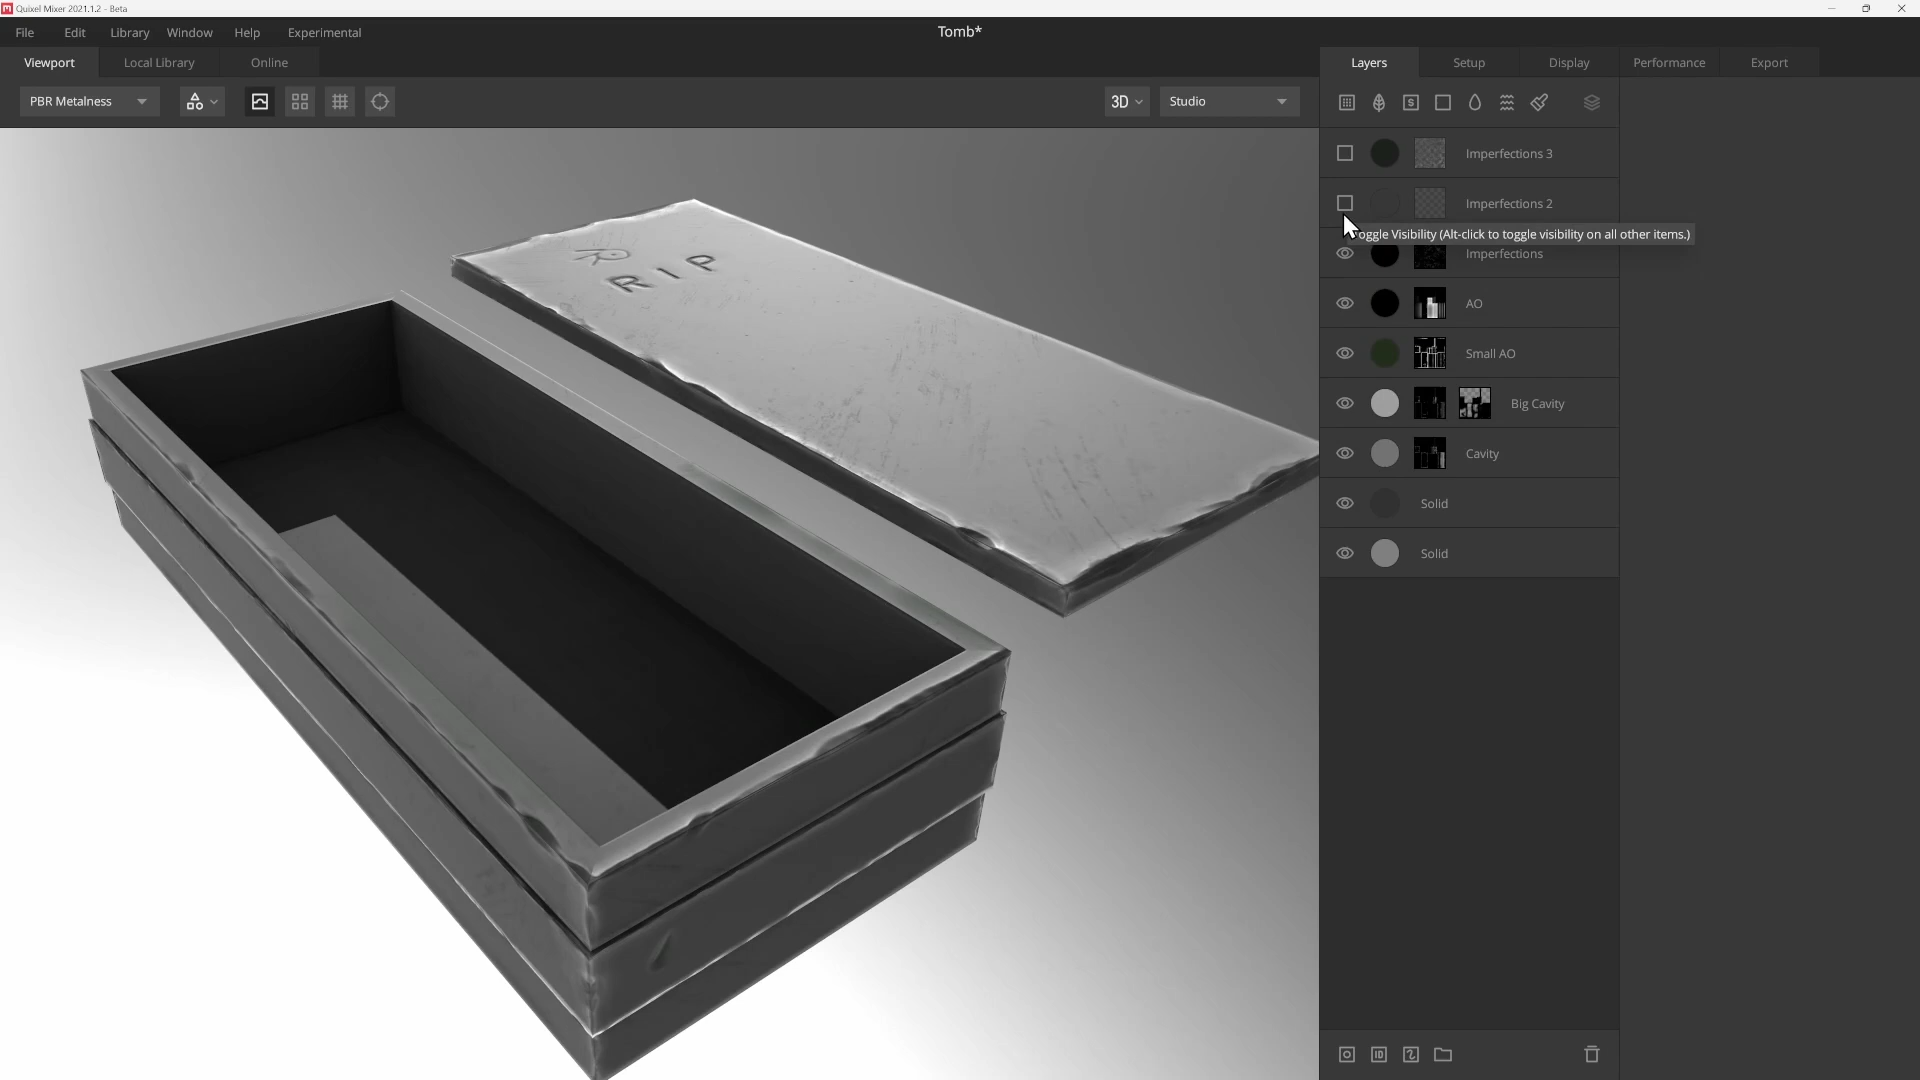 Quixel Mixer 2021.1.2 - Beta
File Edit Library Window Help Experimental
Tomb*
Viewport Local Library Online
Layers Setup Display Performance Export
PBR Metalness
3D
Studio
Imperfections 3
Imperfections 2
oggle Visibility (Alt-click to toggle visibility on all other items.)
Imperfections
AO
Small AO
Big Cavity
Cavity
Solid
Solid
R I P